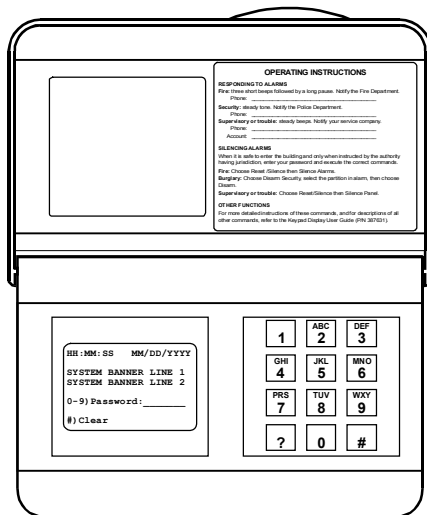 OPERATING INSTRUCTIONS
RESPONDING TO ALARMS
Fire: three short beeps followed by a long pause. Notify the Fire Department.
Phone:
Security: steady tone. Notify the Police Department.
Phone:
Supervisory or trouble: steady beeps. Notify your service company.
Phone:
Account:
SILENCING ALARMS
When it is safe to enter the building and only when instructed by the authority
having jurisdiction, enter your password and execute the correct commands.
Fire: Choose Reset /Silence then Silence Alarms.
Burglary: Choose Disarm Security, select the partition in alarm, then choose
Disarm.
Supervisory or trouble: Choose Reset/Silence then Silence Panel.
OTHER FUNCTIONS
For more detailed instructions of these commands, and for descriptions of all
other commands, refer to the Keypad Display User Guide (P/N 387631).
HH:MM:SS MM/DD/YYYY
SYSTEM BANNER LINE 1
SYSTEM BANNER LINE 2
0-9) Password:_______
#) Clear
1 ABC 2 DEF 3
GHI 4 JKL 5 MNO 6
PRS 7 TUV 8 WXY 9
? 0 #